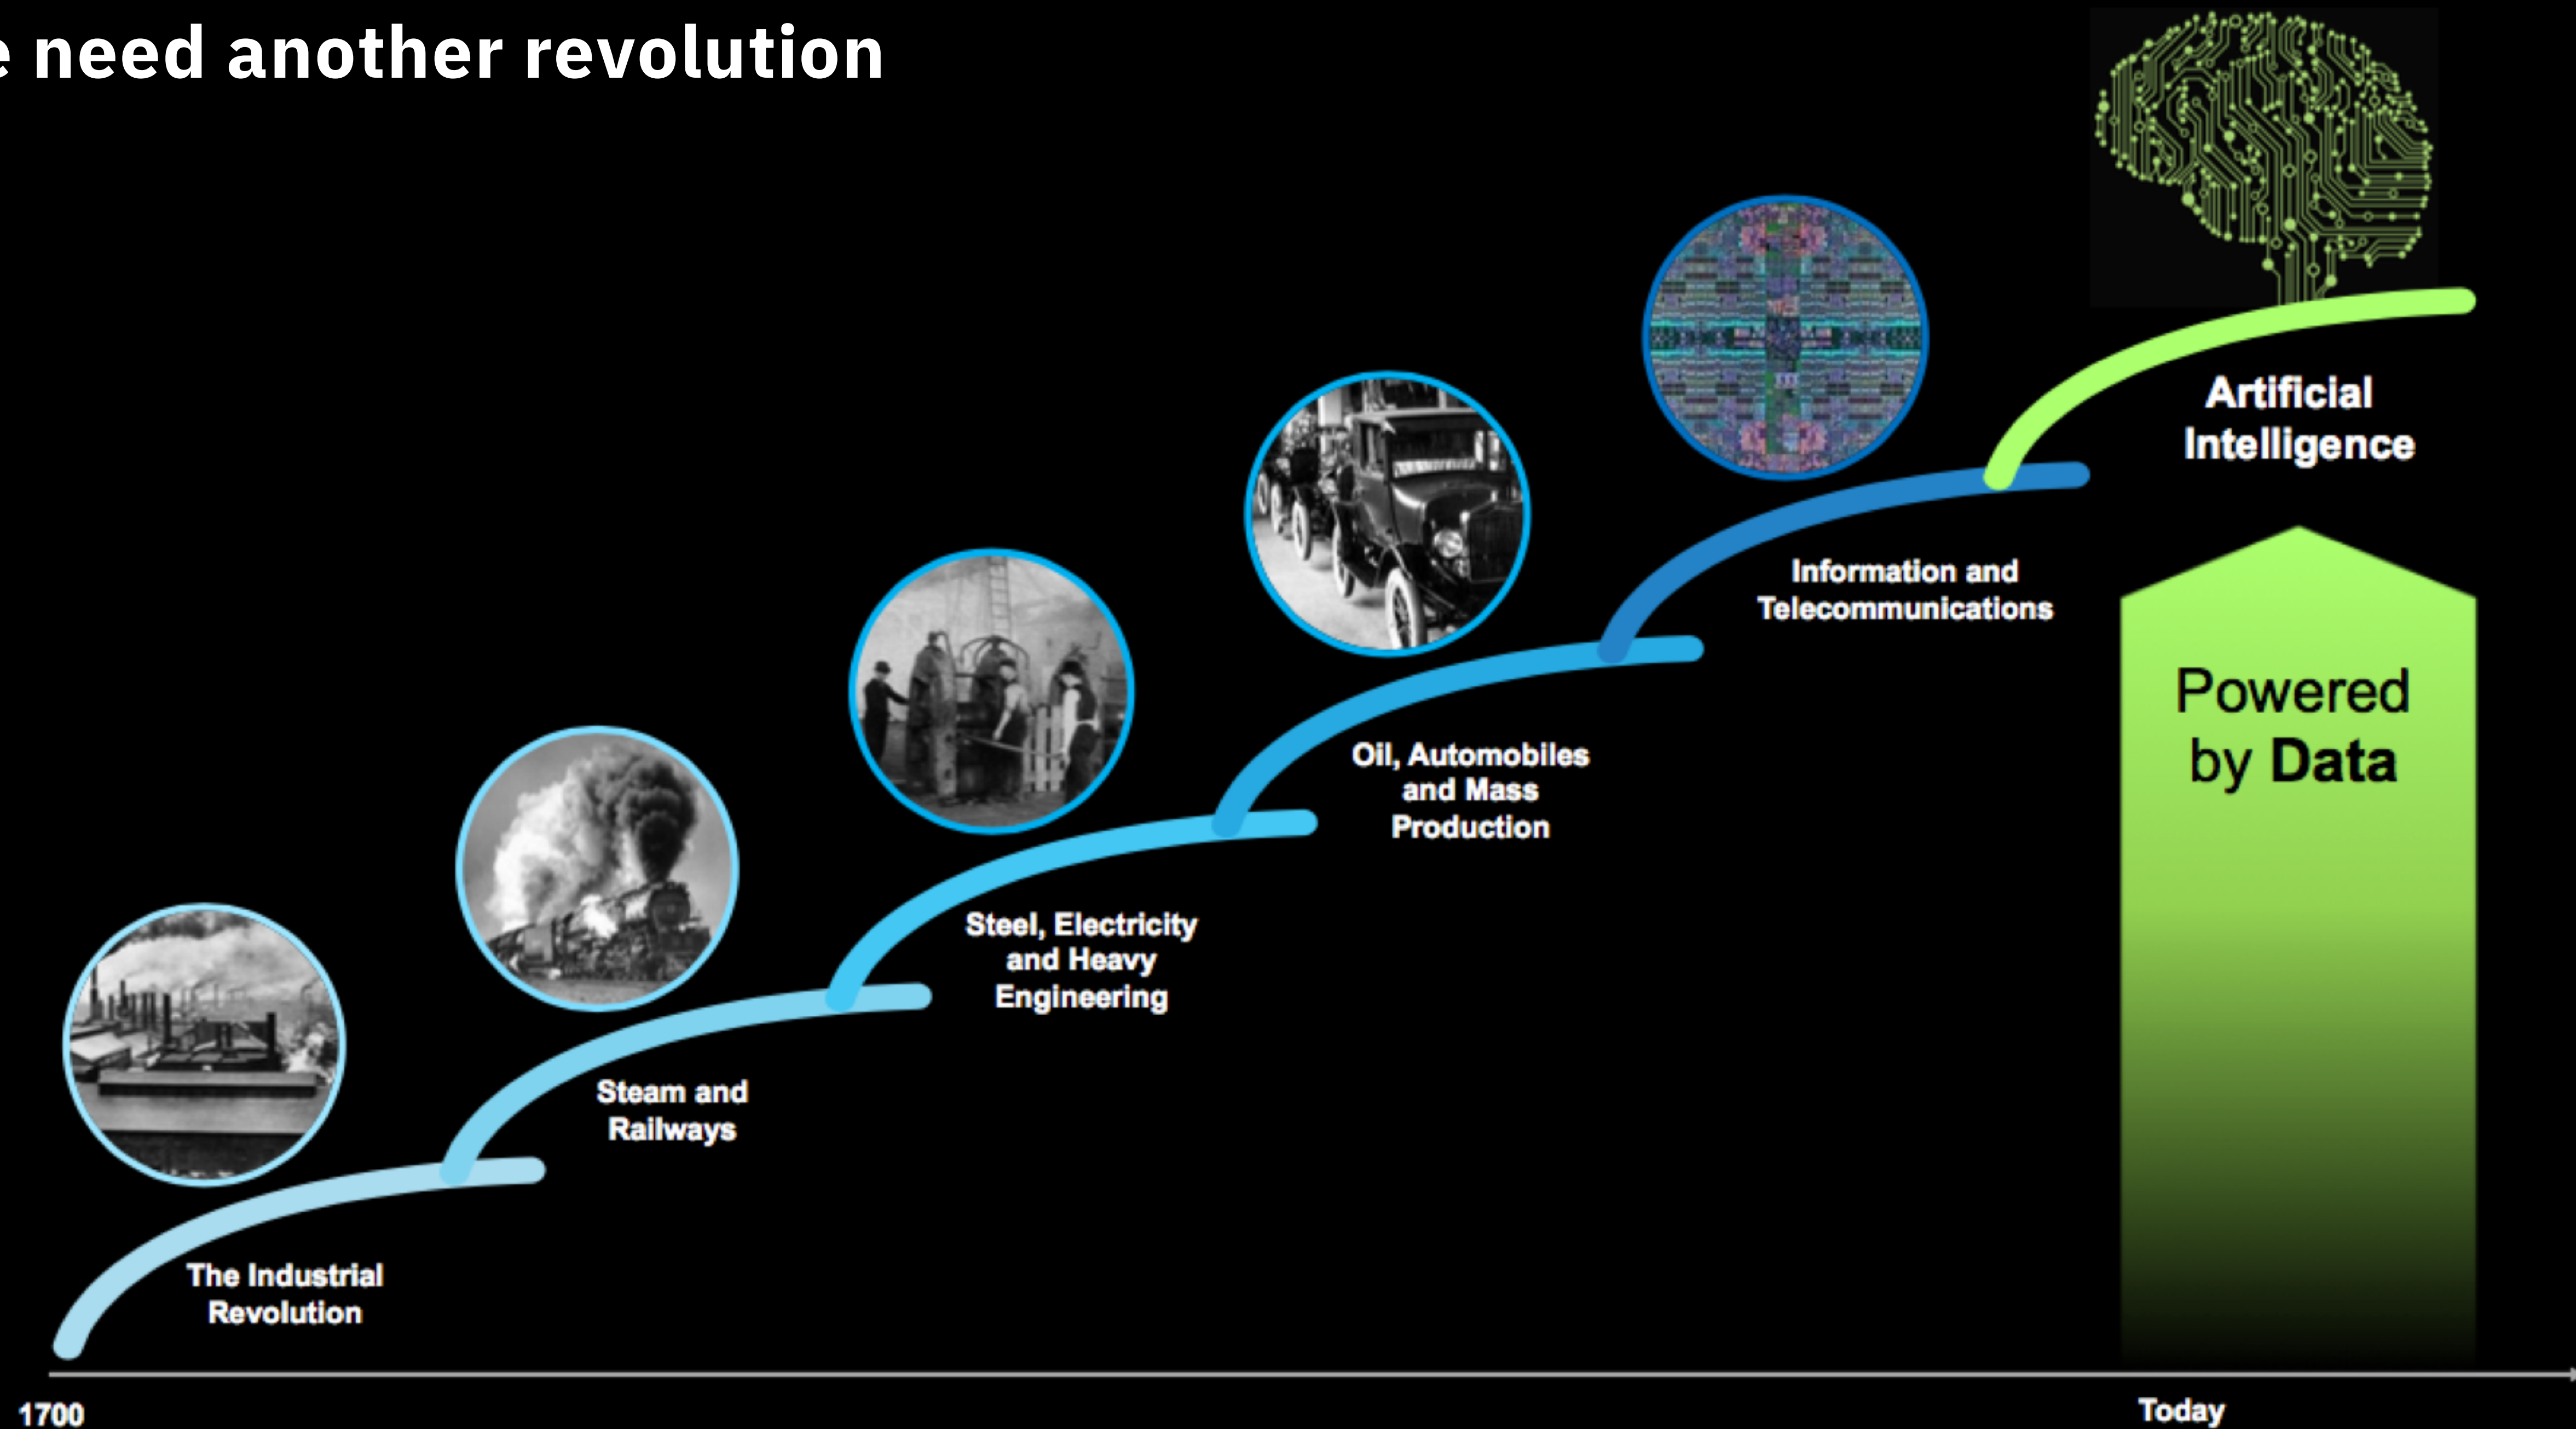 e need another revolution
Artificial
Intelligence
Information and
Telecommunications
Powered
by Data
Oil, Automobiles
and Mass
Production
Steel, Electricity
and Heavy
Engineering
Steam and
Railways
The Industrial
Revolution
1700
Today